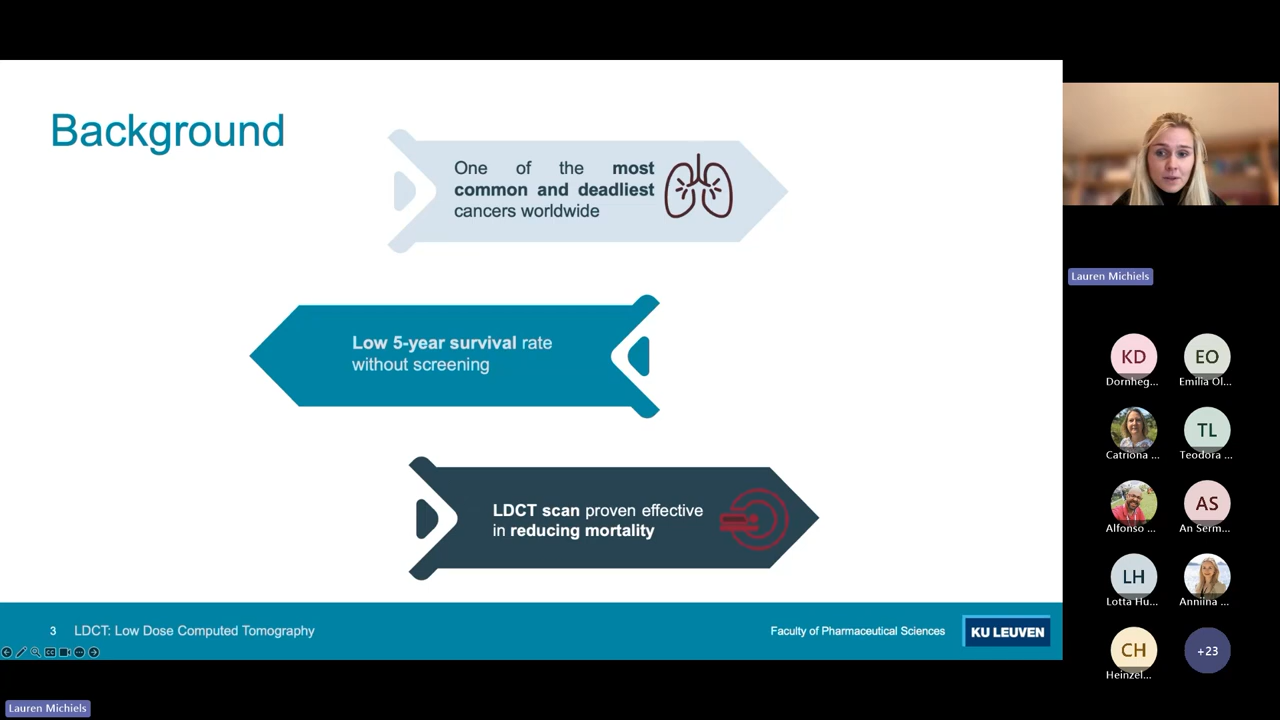 Background
One of the most
common and deadliest
cancers worldwide
Low 5-year survival rate
without screening
LDCT scan proven effective
in reducing mortality
3 LDCT: Low Dose Computed Tomography
Faculty of Pharmaceutical Sciences
KU LEUVEN
Lauren Michiels
KD
Dornheg...
EO
Emilia Ol...
Catriona ...
TL
Teodora ...
Alfonso ...
AS
An Serm...
LH
Lotta Hu...
Anniina ...
CH
Heinzel...
+23
Lauren Michiels